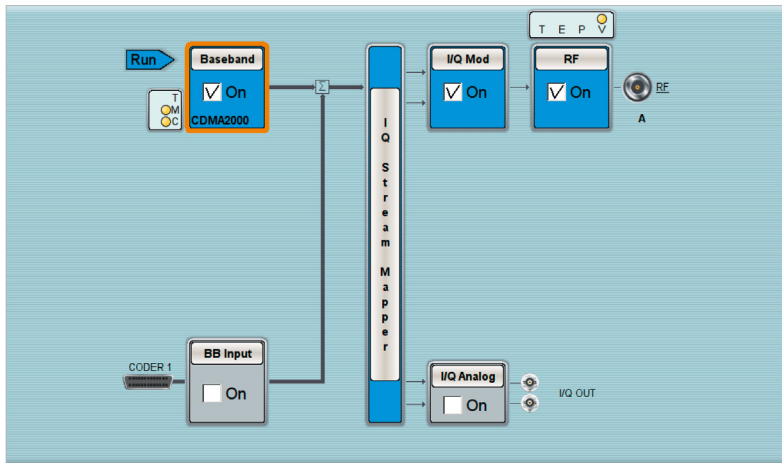 T E P V
Run
Baseband
On
CDMA2000
T
M
C
Σ
I
Q
S
t
r
e
a
m
M
a
p
p
e
r
I/Q Mod
On
RF
On
RF
A
CODER 1
BB Input
On
I/Q Analog
On
I/Q OUT